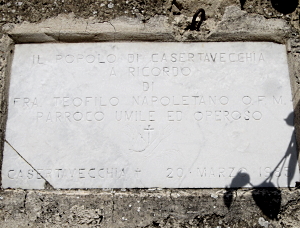 IL POPOLO DI CASERTAVECCHIA
A RICORDO
DI
FRA TEOFILO NAPOLETANO O.F.M.
PARROCO UMILE ED OPEROSO
CASERTAVECCHIA 20 - MARZO